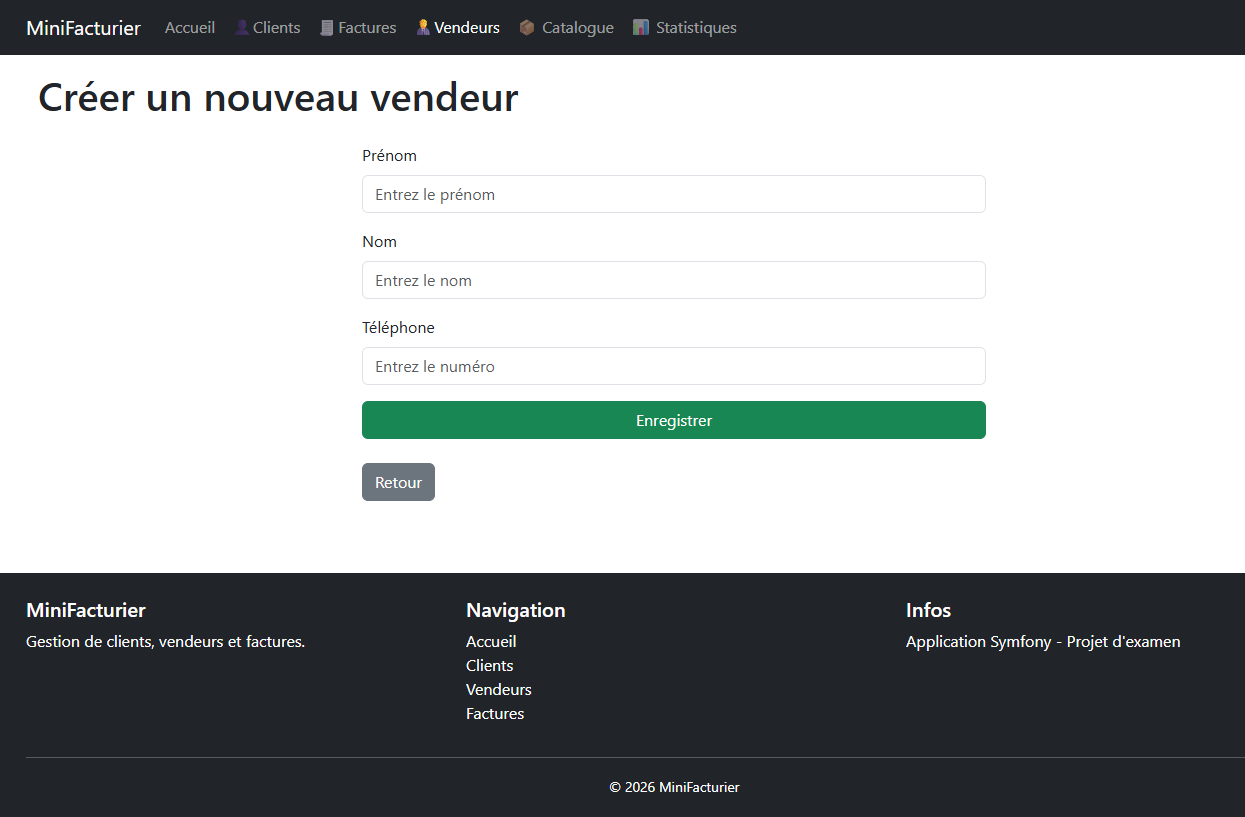 MiniFacturier Accueil Clients Factures Vendeurs Catalogue Statistiques
Créer un nouveau vendeur
Prénom
Entrez le prénom
Nom
Entrez le nom
Téléphone
Entrez le numéro
Enregistrer
Retour
MiniFacturier
Gestion de clients, vendeurs et factures.
Navigation
Accueil
Clients
Vendeurs
Factures
Infos
Application Symfony - Projet d'examen
© 2026 MiniFacturier